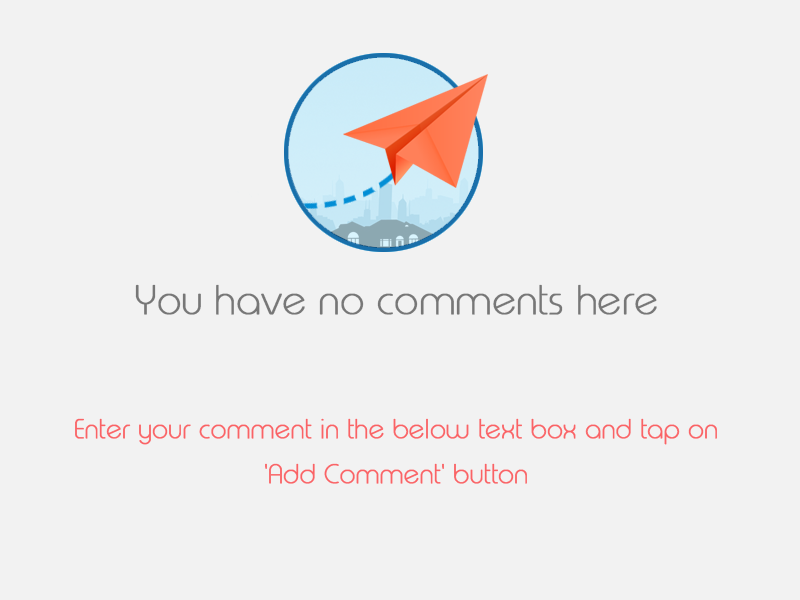 You have no comments here
Enter your comment in the below text box and tap on
'Add Comment' button